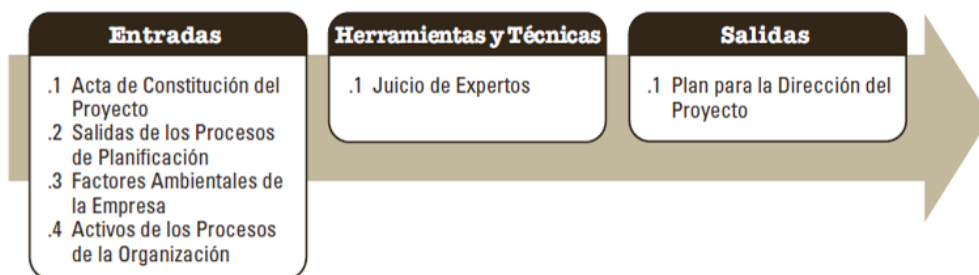 Entradas
.1 Acta de Constitución del
Proyecto
.2 Salidas de los Procesos
de Planificación
.3 Factores Ambientales de
la Empresa
.4 Activos de los Procesos
de la Organización
Herramientas y Técnicas
.1 Juicio de Expertos
Salidas
.1 Plan para la Dirección del
Proyecto